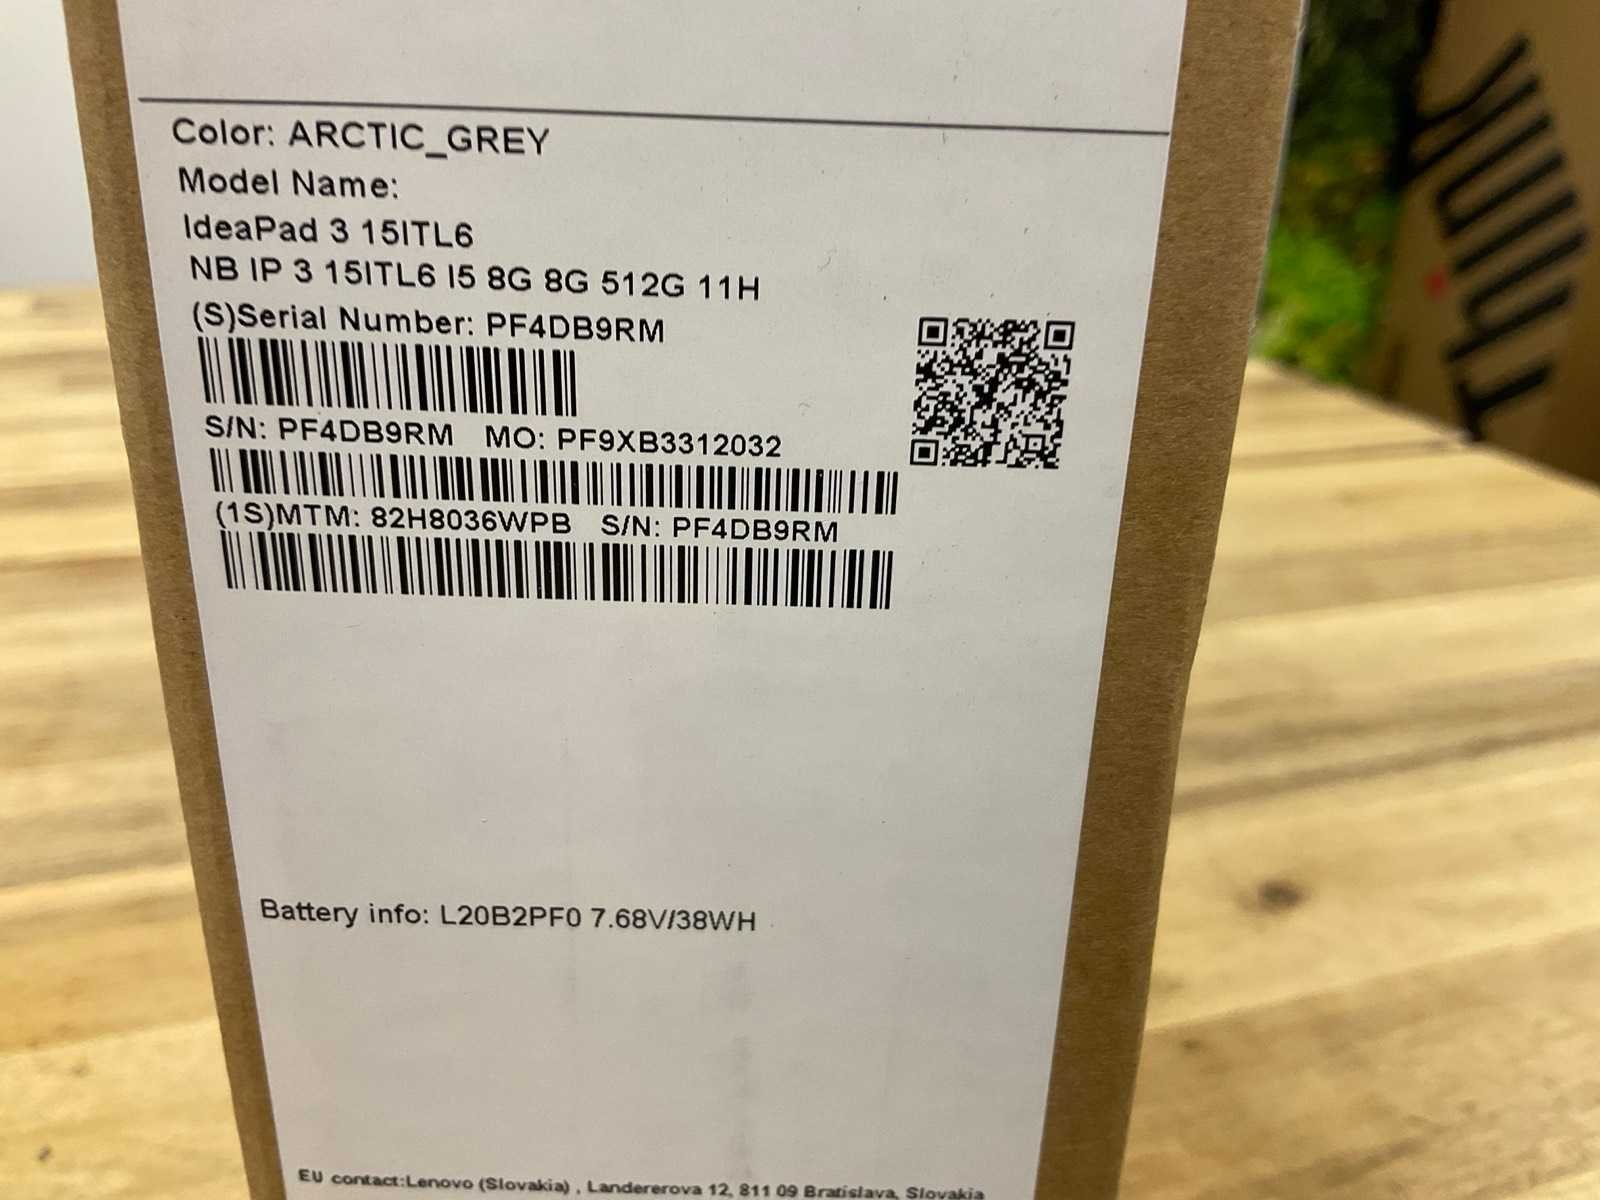 Color: ARCTIC_GREY
Model Name:
IdeaPad 3 15ITL6
NB IP 3 15ITL6 I5 8G 8G 512G 11H
(S)Serial Number: PF4DB9RM
S/N: PF4DB9RM MO: PF9XB3312032
(1S)MTM: 82H8036WPB S/N: PF4DB9RM
Battery info: L20B2PF0 7.68V/38WH
EU contact:Lenovo (Slovakia) , Landererova 12, 811 09 Bratislava, Slovakia